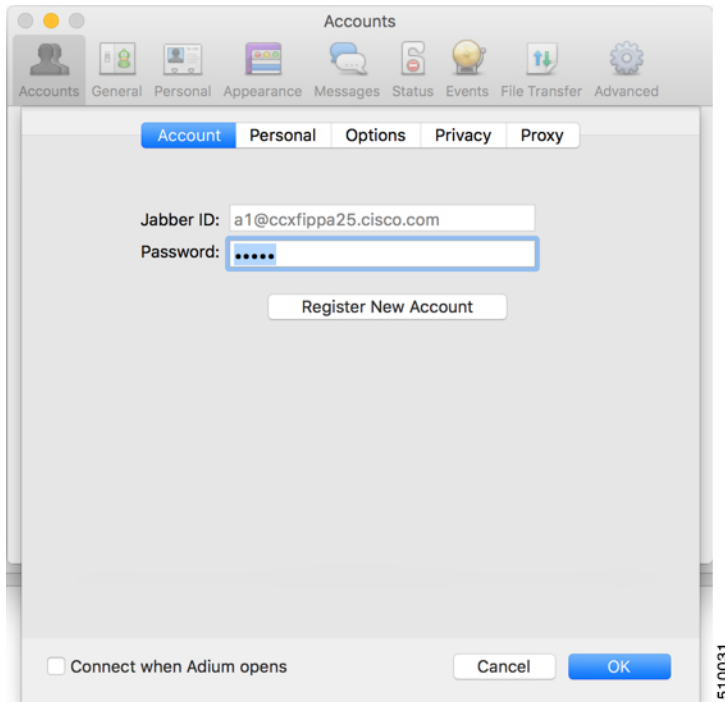 Accounts
Accounts General Personal Appearance Messages Status Events File Transfer Advanced
Account Personal Options Privacy Proxy
Jabber ID: a1@ccxfippa25.cisco.com
Password: •••••
Register New Account
Connect when Adium opens
Cancel OK
510031